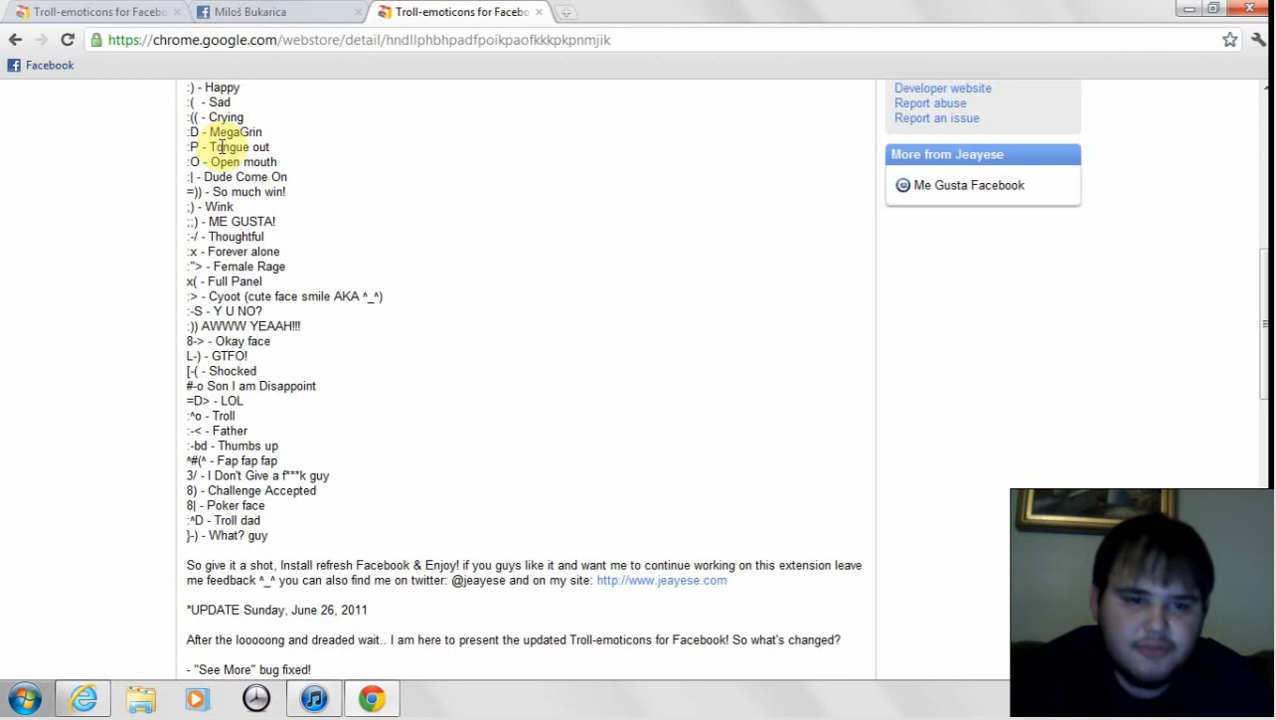 Troll-emoticons for Facebo
Miloš Bukarica
Troll-emoticons for Facebo
https://chrome.google.com/webstore/detail/hndllphbhpadfpoikpaofkkkpkpnmjik
Facebook
:) - Happy
:( - Sad
:(( - Crying
:D - MegaGrin
:P - Tongue out
:O - Open mouth
:| - Dude Come On
=)) - So much win!
;) - Wink
;;) - ME GUSTA!
:-/ - Thoughtful
:x - Forever alone
:"> - Female Rage
x( - Full Panel
:> - Cyoot (cute face smile AKA ^_^)
:-S - Y U NO?
:)) AWWW YEAAH!!!
8-> - Okay face
L-) - GTFO!
[-( - Shocked
#-o Son I am Disappoint
=D> - LOL
:^o - Troll
:-< - Father
:-bd - Thumbs up
^#(^ - Fap fap fap
3/ - I Don't Give a f***k guy
8) - Challenge Accepted
8| - Poker face
:^D - Troll dad
}-) - What? guy
So give it a shot, Install refresh Facebook & Enjoy! if you guys like it and want me to continue working on this extension leave
me feedback ^_^ you can also find me on twitter: @jeayese and on my site: http://www.jeayese.com
*UPDATE Sunday, June 26, 2011
After the looooong and dreaded wait.. I am here to present the updated Troll-emoticons for Facebook! So what's changed?
- "See More" bug fixed!
Developer website
Report abuse
Report an issue
More from Jeayese
Me Gusta Facebook